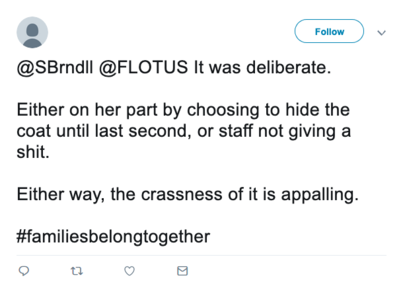 Follow
@SBrndll @FLOTUS It was deliberate.
Either on her part by choosing to hide the
coat until last second, or staff not giving a
shit.
Either way, the crassness of it is appalling.
#familiesbelongtogether